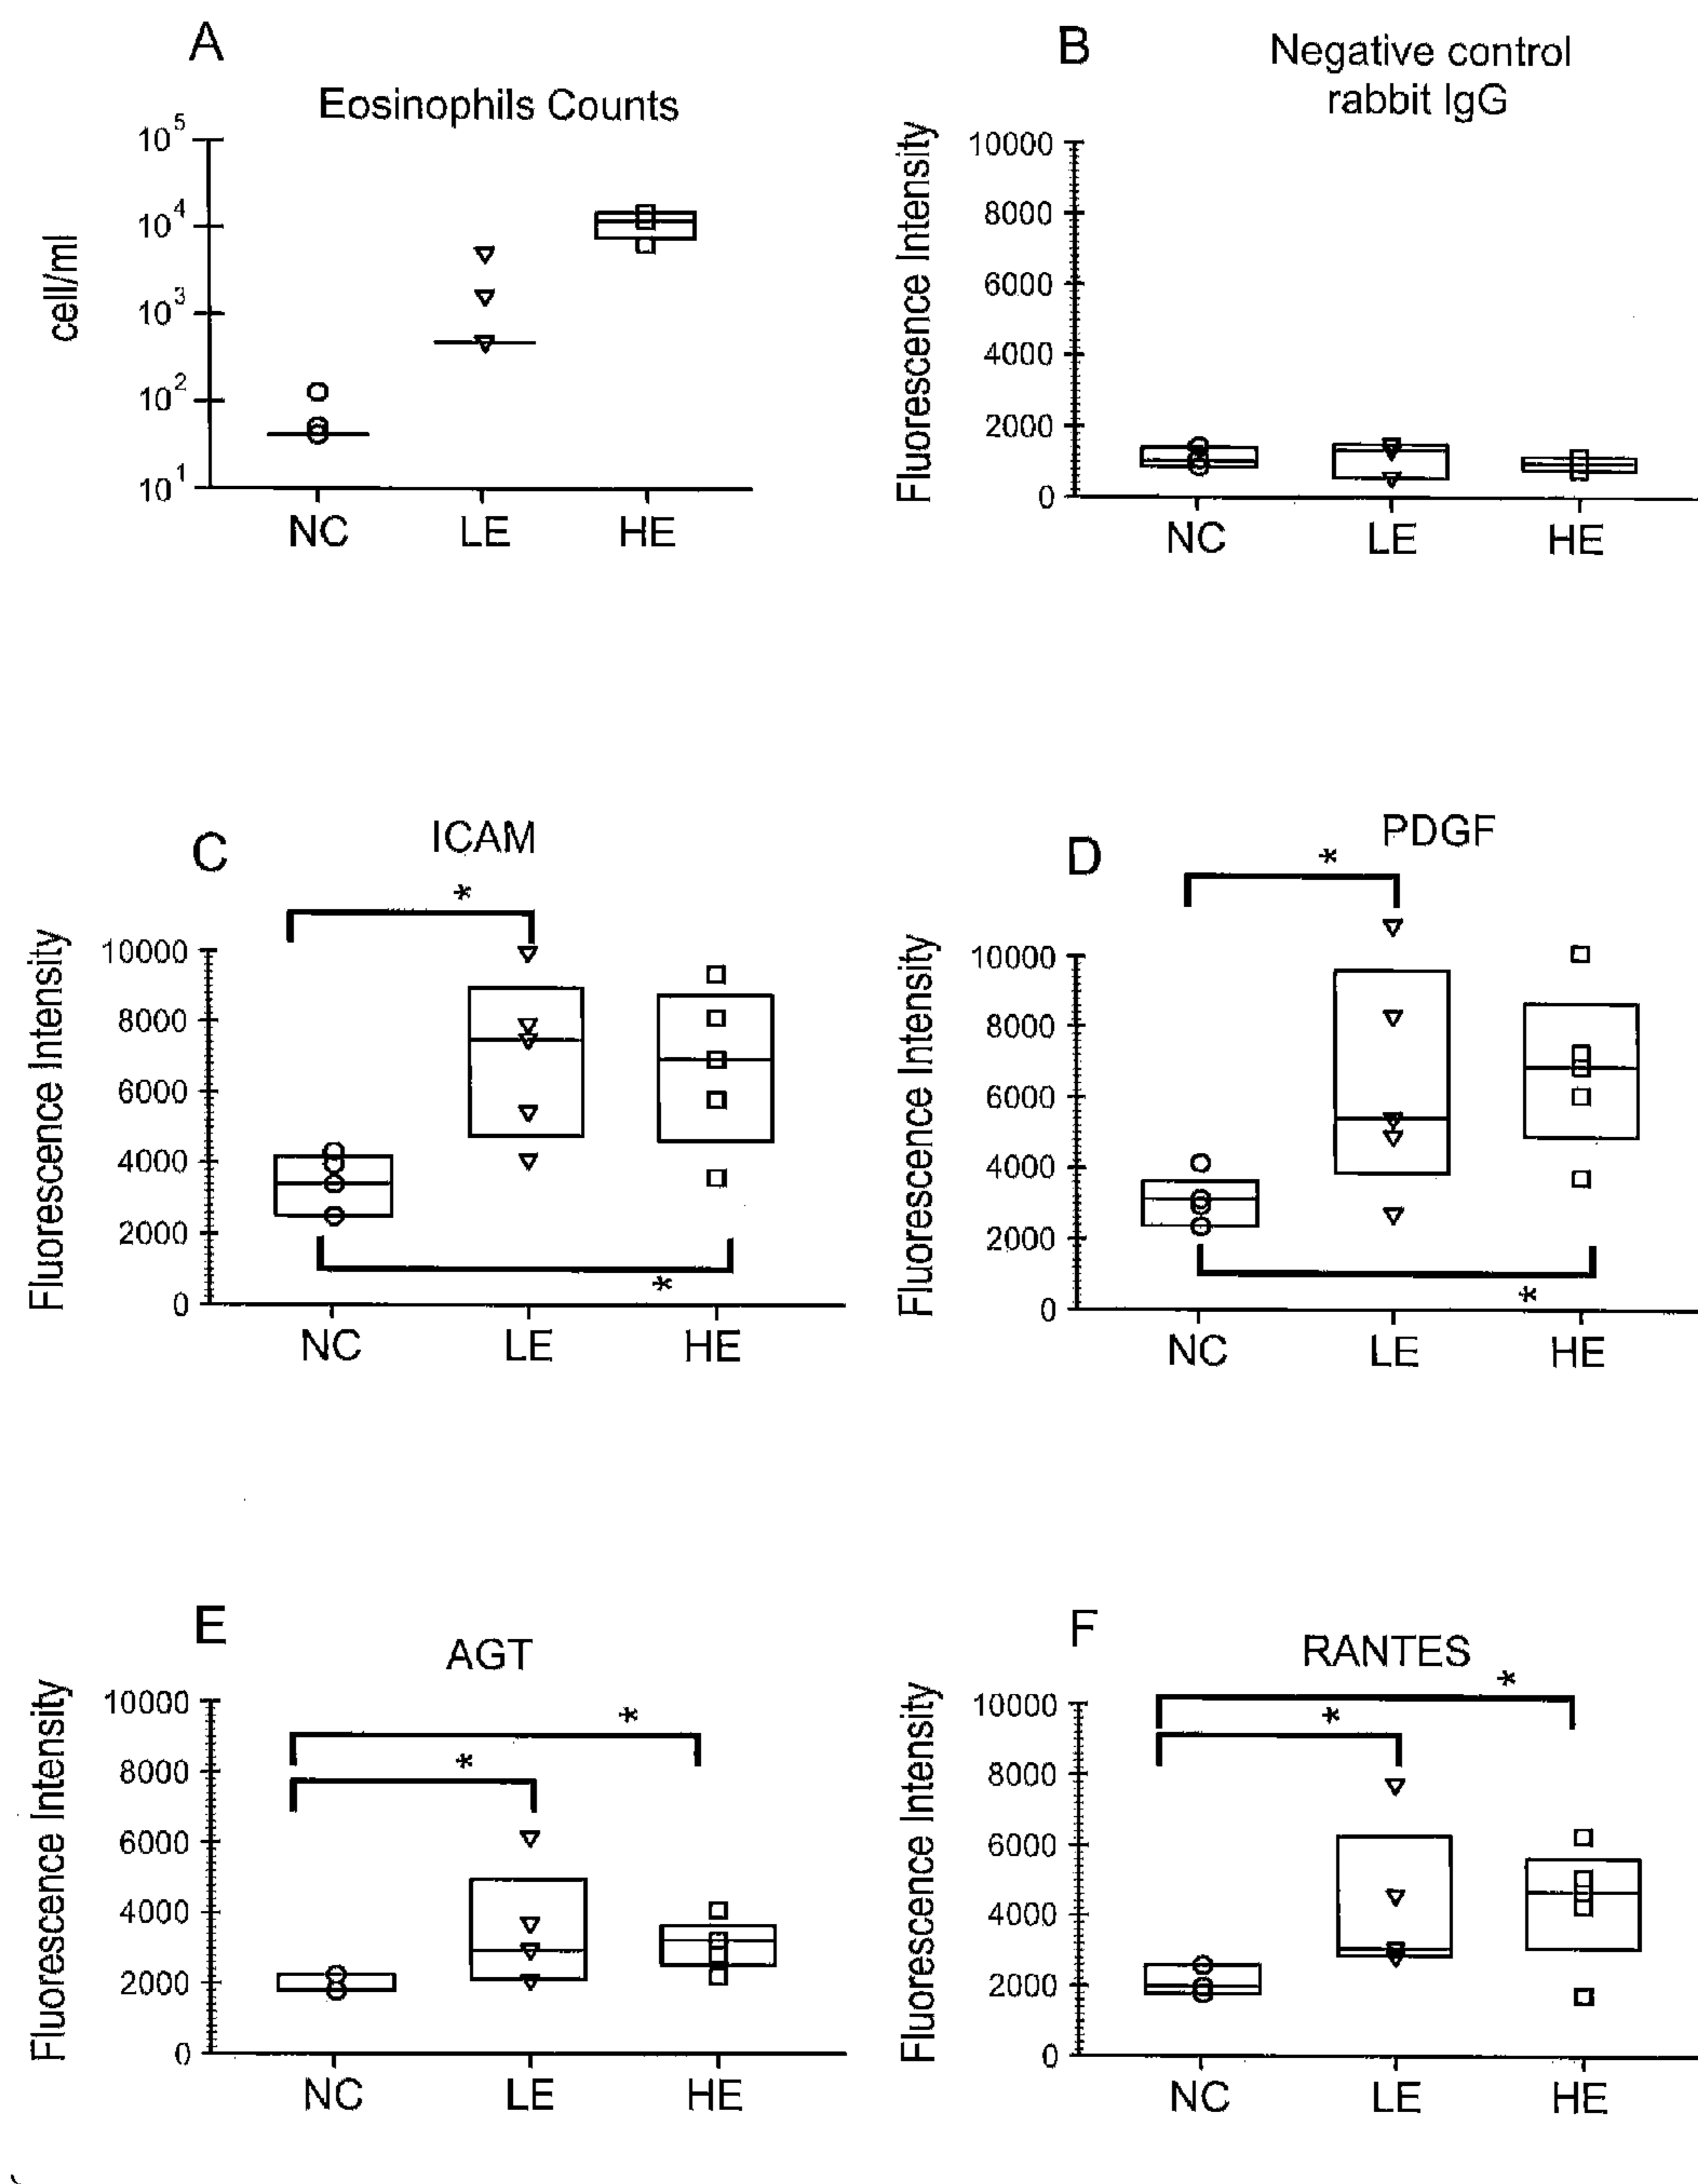 A
Eosinophils Counts
cell/ml
10^5
10^4
10^3
10^2
10^1
NC LE HE
B
Negative control
rabbit IgG
Fluorescence Intensity
10000
8000
6000
4000
2000
0
NC LE HE
C
ICAM
*
Fluorescence Intensity
10000
8000
6000
4000
2000
0
*
NC LE HE
D
PDGF
*
Fluorescence Intensity
10000
8000
6000
4000
2000
0
*
NC LE HE
E
AGT
Fluorescence Intensity
10000
8000
6000
4000
2000
0
*
*
NC LE HE
F
RANTES
*
*
Fluorescence Intensity
10000
8000
6000
4000
2000
0
NC LE HE